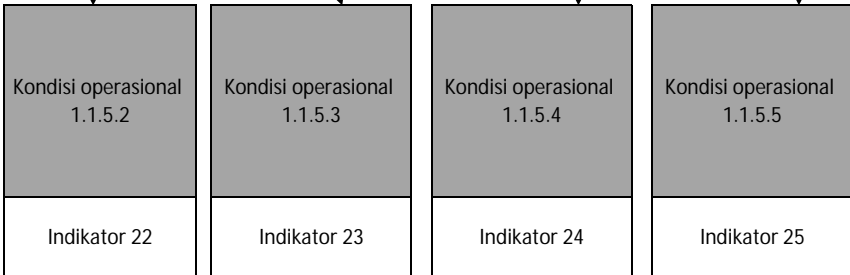 Kondisi operasional
1.1.5.2
Kondisi operasional
1.1.5.3
Kondisi operasional
1.1.5.4
Kondisi operasional
1.1.5.5
Indikator 22
Indikator 23
Indikator 24
Indikator 25